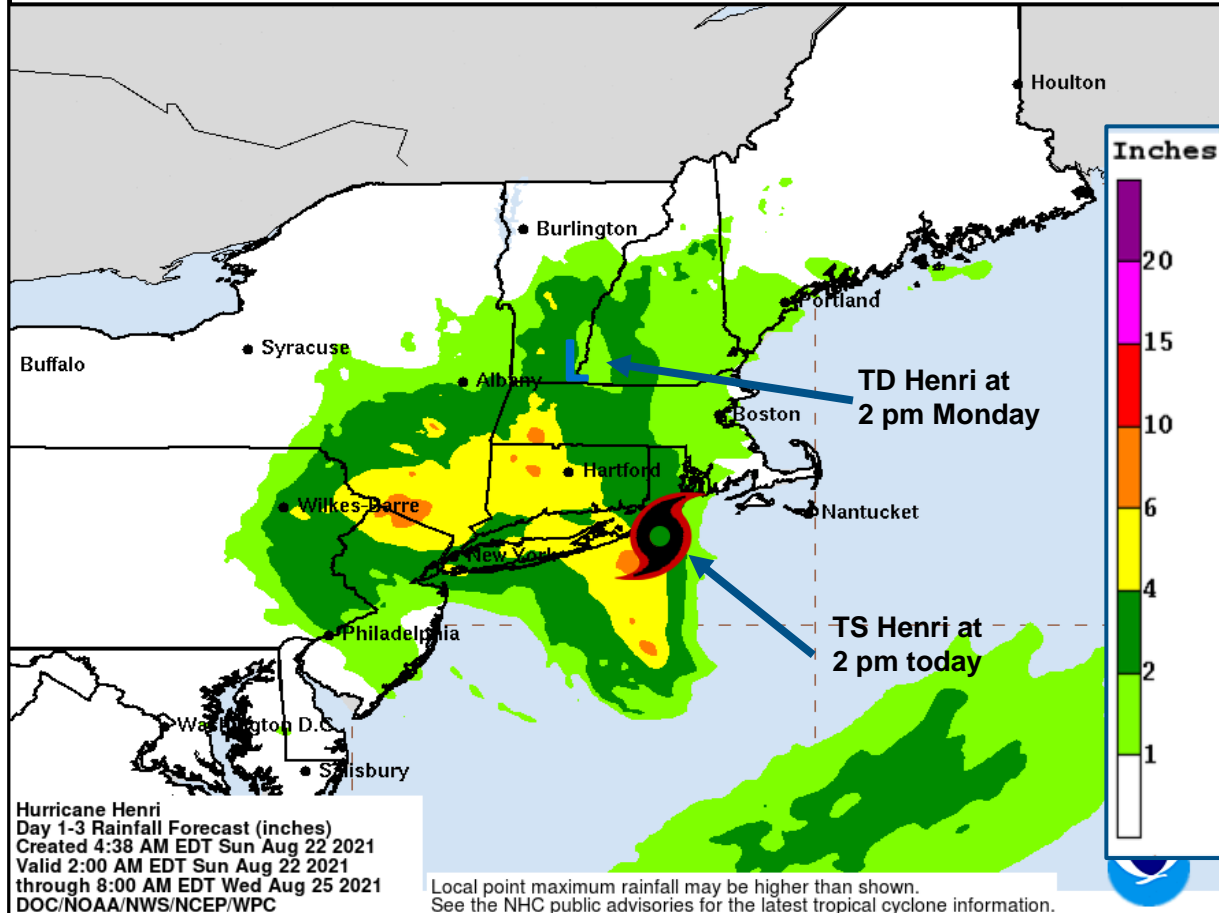 Houlton
Inches
Burlington
20
Portland
15
Syracuse
Buffalo
Albany
TD Henri at
2 pm Monday
L
Boston
10
Hartford
6
Wilkes-Barre
Nantucket
New York
4
Philadelphia
TS Henri at
2 pm today
2
Washington D.C.
1
Salisbury
Hurricane Henri
Day 1-3 Rainfall Forecast (inches)
Created 4:38 AM EDT Sun Aug 22 2021
Valid 2:00 AM EDT Sun Aug 22 2021
through 8:00 AM EDT Wed Aug 25 2021
DOC/NOAA/NWS/NCEP/WPC
Local point maximum rainfall may be higher than shown.
See the NHC public advisories for the latest tropical cyclone information.